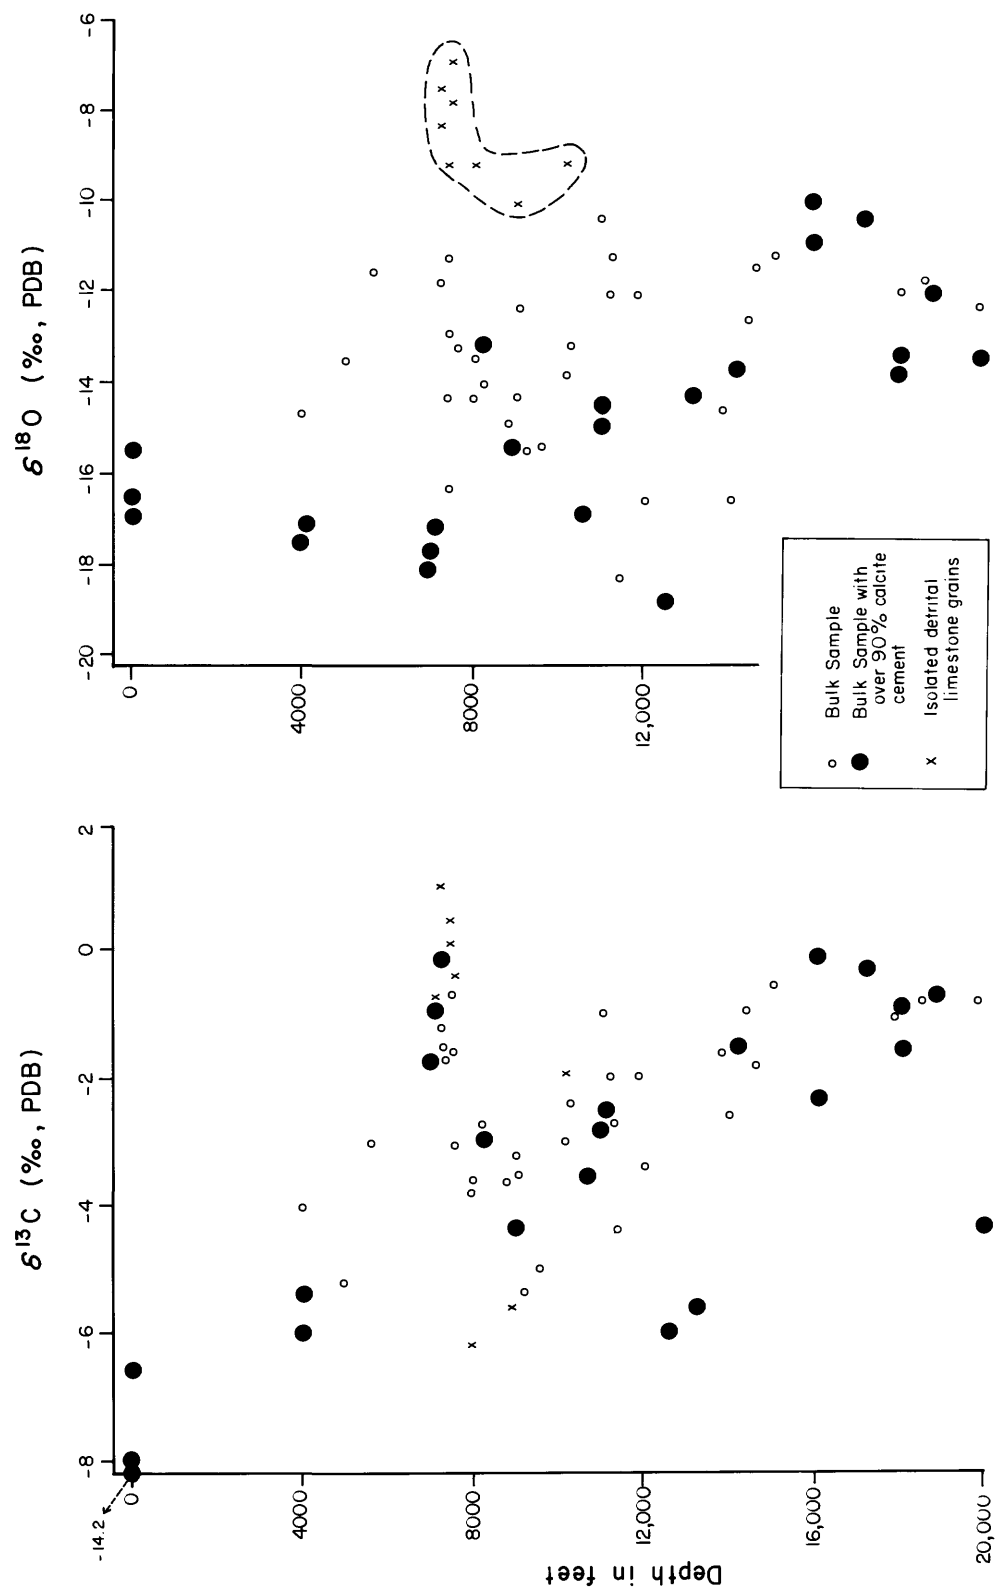 δ13C (‰, PDB)
-8
-6
-4
-2
0
2
-14.2
0
4000
8000
12,000
16,000
20,000
Depth in feet
δ18O (‰, PDB)
-20
-18
-16
-14
-12
-10
-8
-6
0
4000
8000
12,000
Bulk Sample
Bulk Sample with
over 90% calcite
cement
Isolated detrital
limestone grains